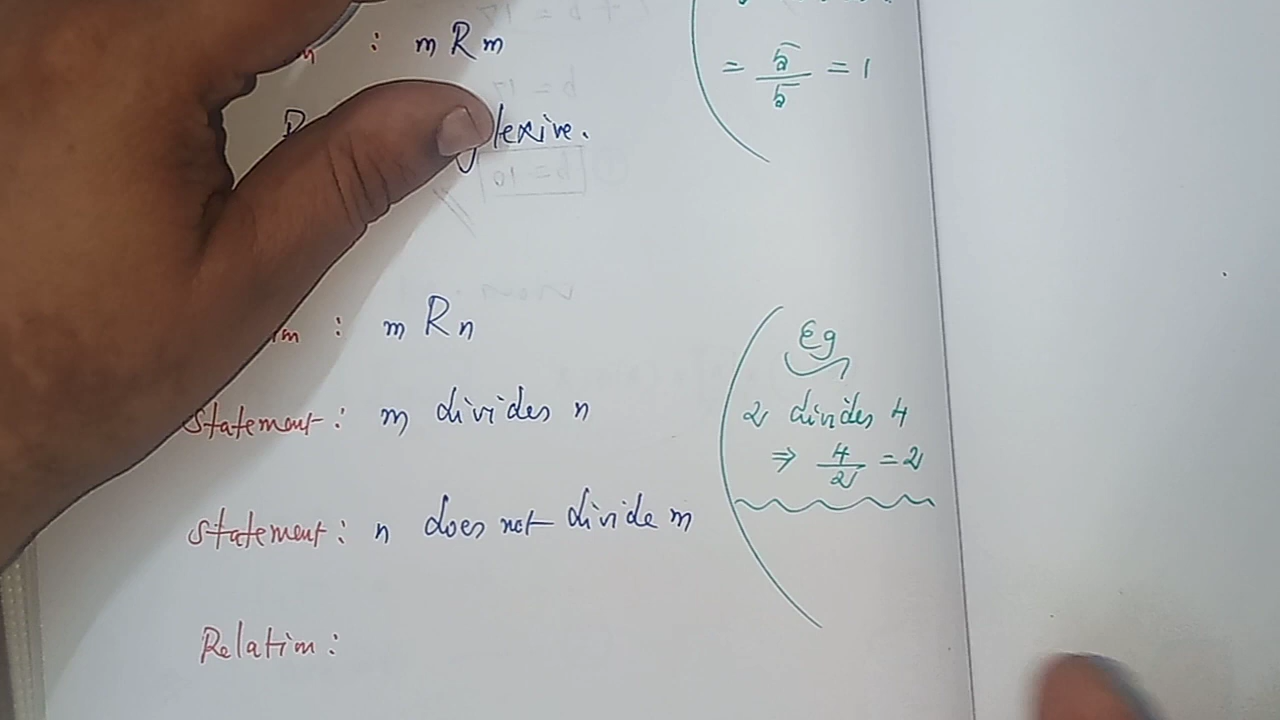 : m R m
= 5/5 = 1
lexive.
: m R n
Eg
Statement : m divides n
2 divides 4
⇒ 4/2 = 2
Statement : n does not divide m
Relation :